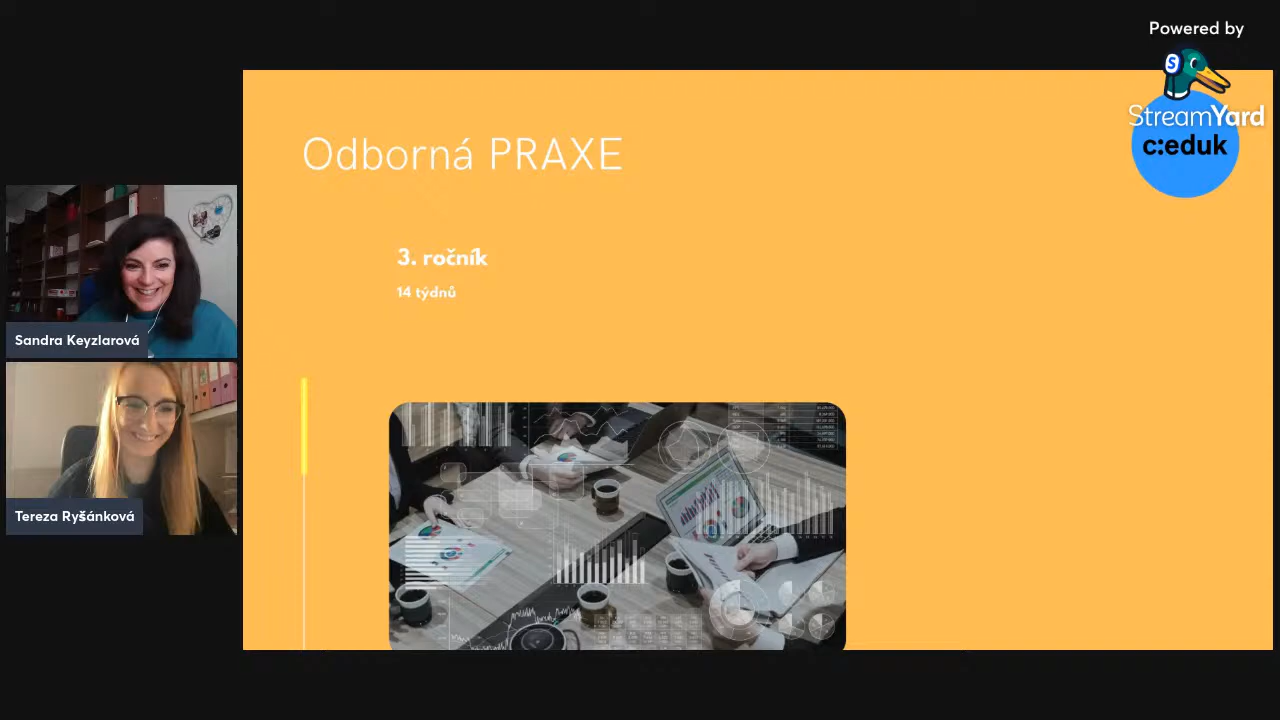 Powered by
StreamYard
c:eduk
Odborná PRAXE
3. ročník
14 týdnů
Sandra Keyzlarová
Tereza Ryšánková